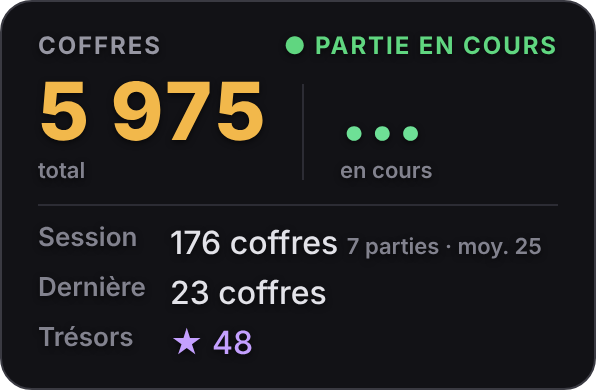 COFFRES ● PARTIE EN COURS
5 975 •••
total en cours
Session 176 coffres 7 parties · moy. 25
Dernière 23 coffres
Trésors ★ 48